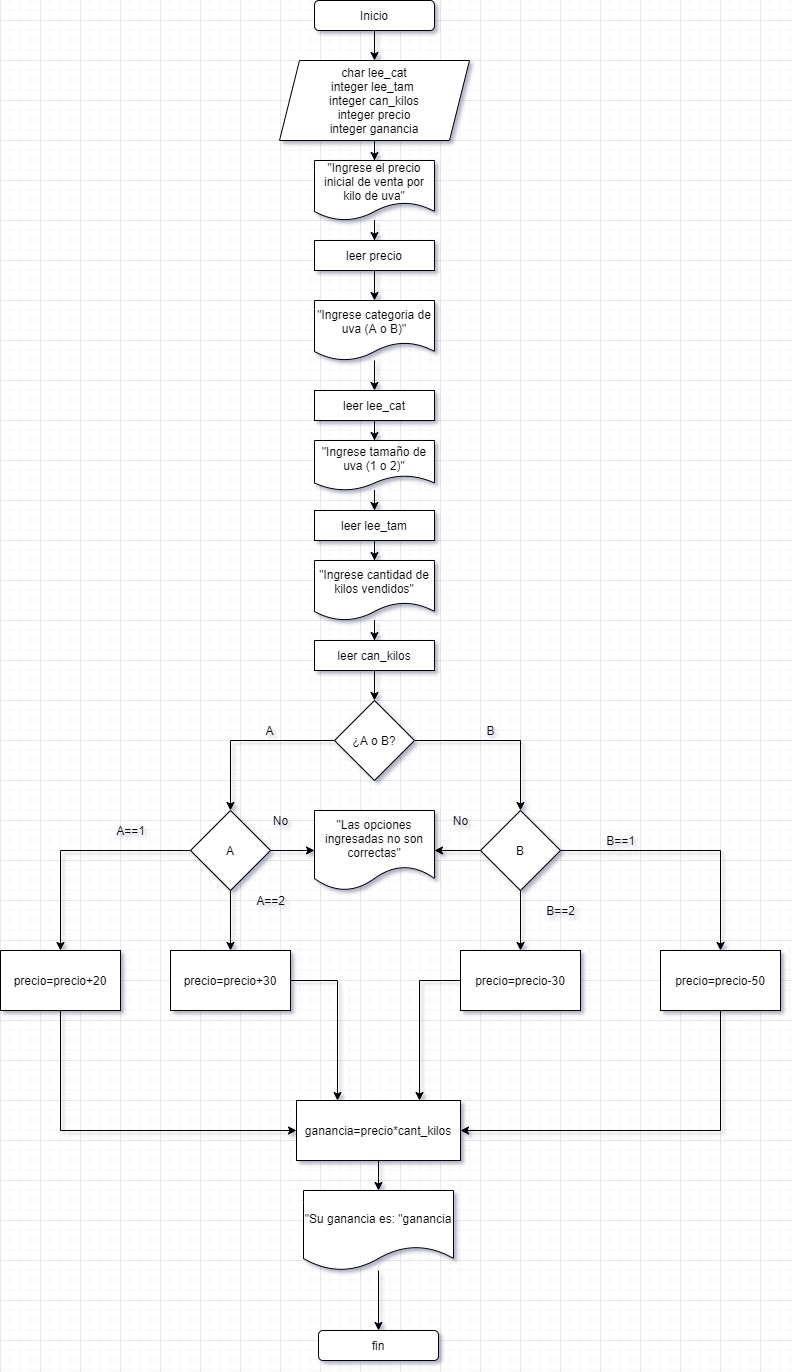 Inicio
char lee_cat
integer lee_tam
integer can_kilos
integer precio
integer ganancia
"Ingrese el precio
inicial de venta por
kilo de uva"
leer precio
"Ingrese categoria de
uva (A o B)"
leer lee_cat
"Ingrese tamaño de
uva (1 o 2)"
leer lee_tam
"Ingrese cantidad de
kilos vendidos"
leer can_kilos
¿A o B?
A
B
A
B
No
No
"Las opciones
ingresadas no son
correctas"
A==1
B==1
A==2
B==2
precio=precio+20
precio=precio+30
precio=precio-30
precio=precio-50
ganancia=precio*cant_kilos
"Su ganancia es: "ganancia
fin